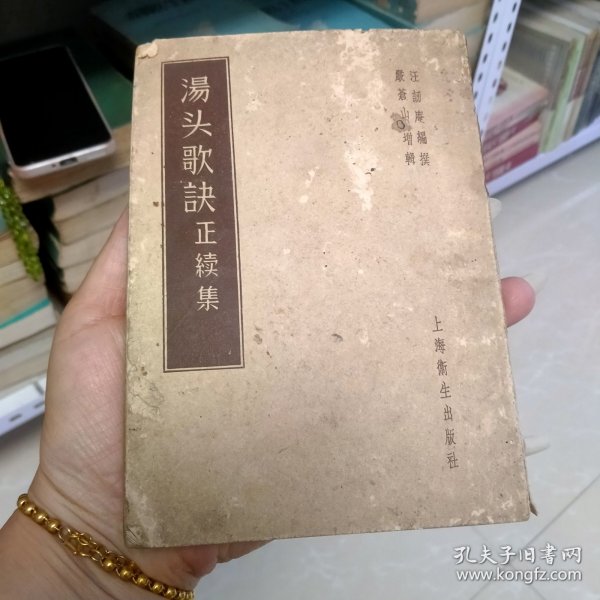 湯头歌訣正續集
汪訒庵編撰
嚴蒼山增輯
上海衛生出版社
孔夫子旧書网
www.kongfz.com